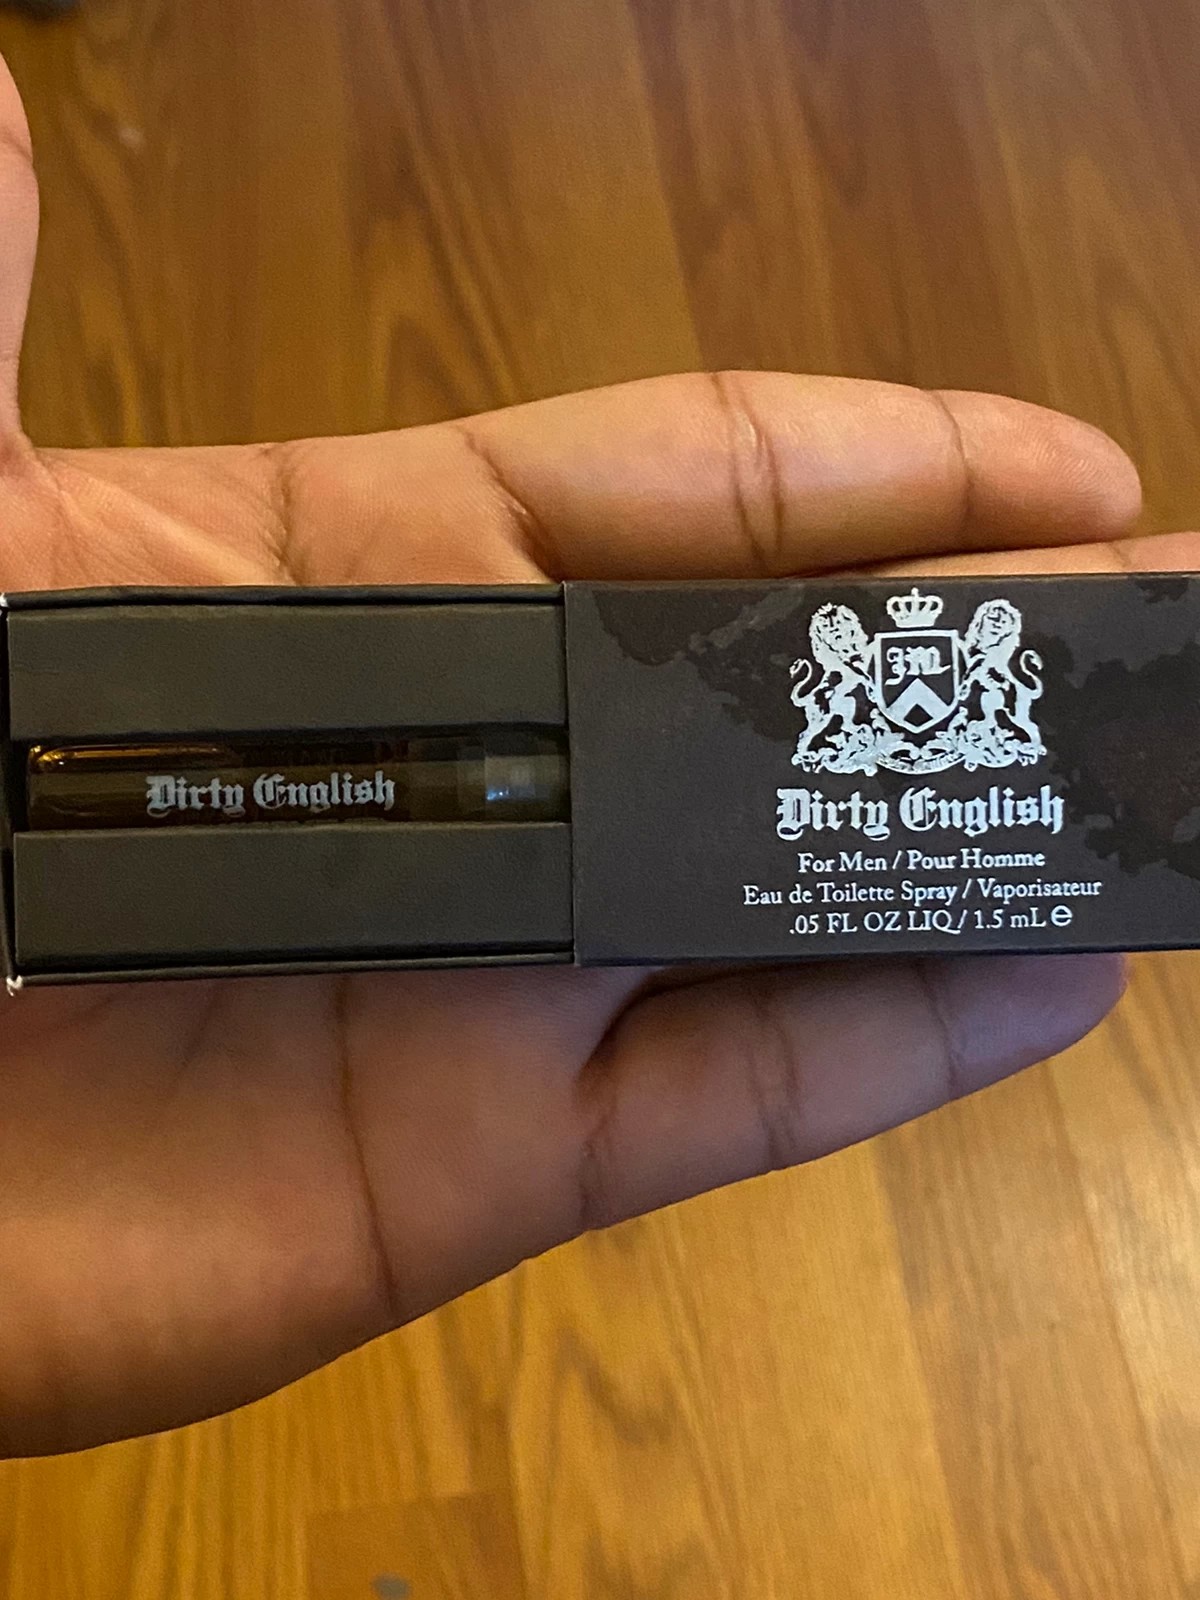 Dirty English
JM
Dirty English
For Men / Pour Homme
Eau de Toilette Spray / Vaporisateur
.05 FL OZ LIQ / 1.5 mL e